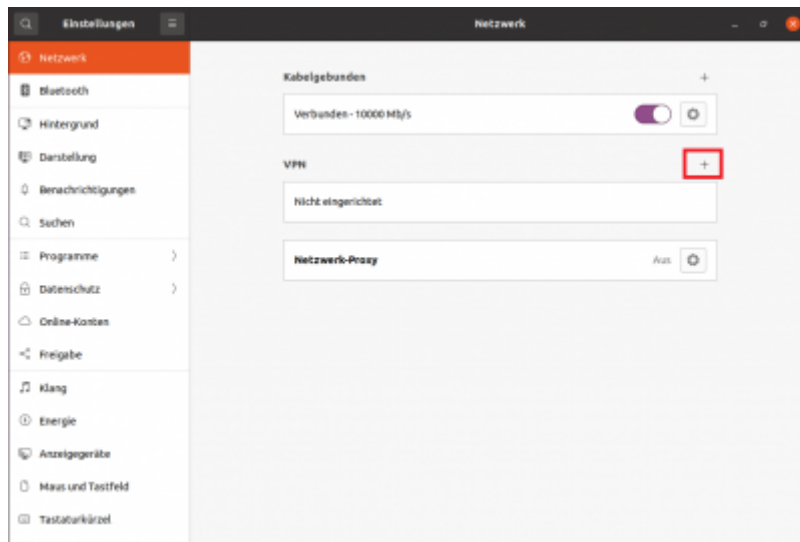 Einstellungen
Netzwerk
Netzwerk
Bluetooth
Hintergrund
Darstellung
Benachrichtigungen
Suchen
Programme
Datenschutz
Online-Konten
Freigabe
Klang
Energie
Anzeigegeräte
Maus und Tastfeld
Tastaturkürzel
Kabelgebunden +
Verbunden - 10000 Mb/s
VPN +
Nicht eingerichtet
Netzwerk-Proxy Aus